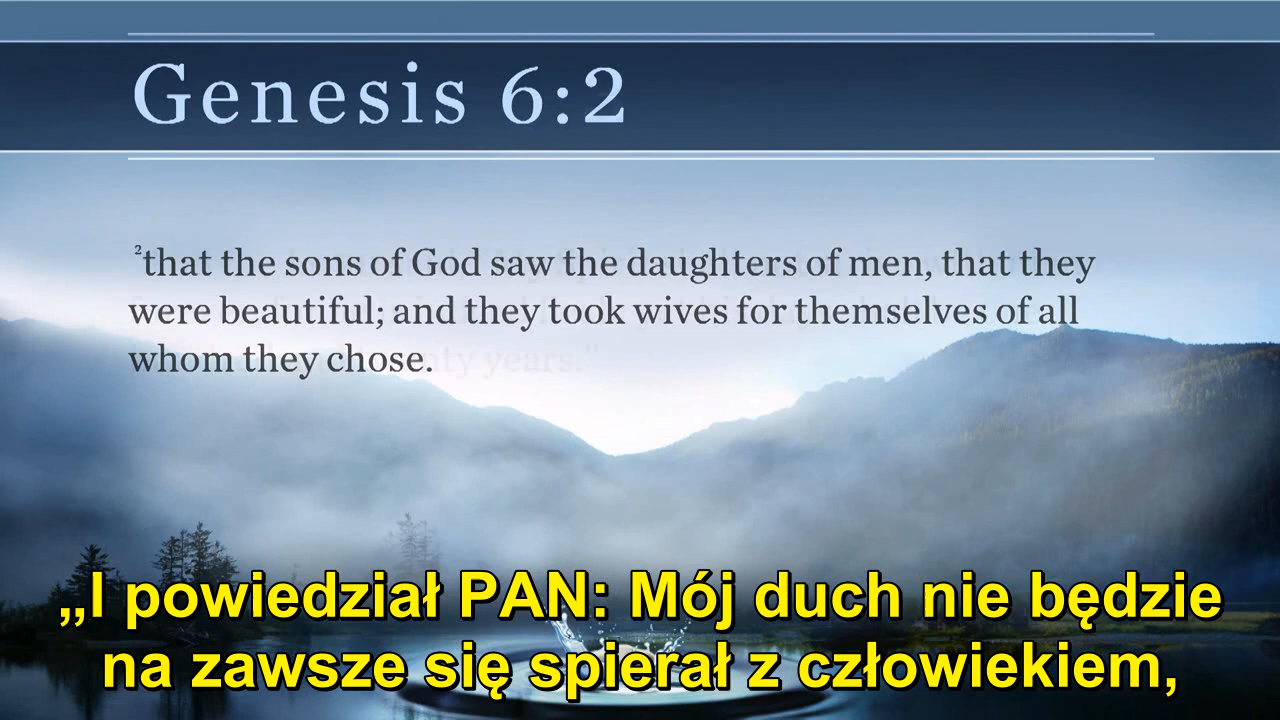 Genesis 6:2
²that the sons of God saw the daughters of men, that they
were beautiful; and they took wives for themselves of all
whom they chose.
ty years."
„I powiedział PAN: Mój duch nie będzie
na zawsze się spierał z człowiekiem,